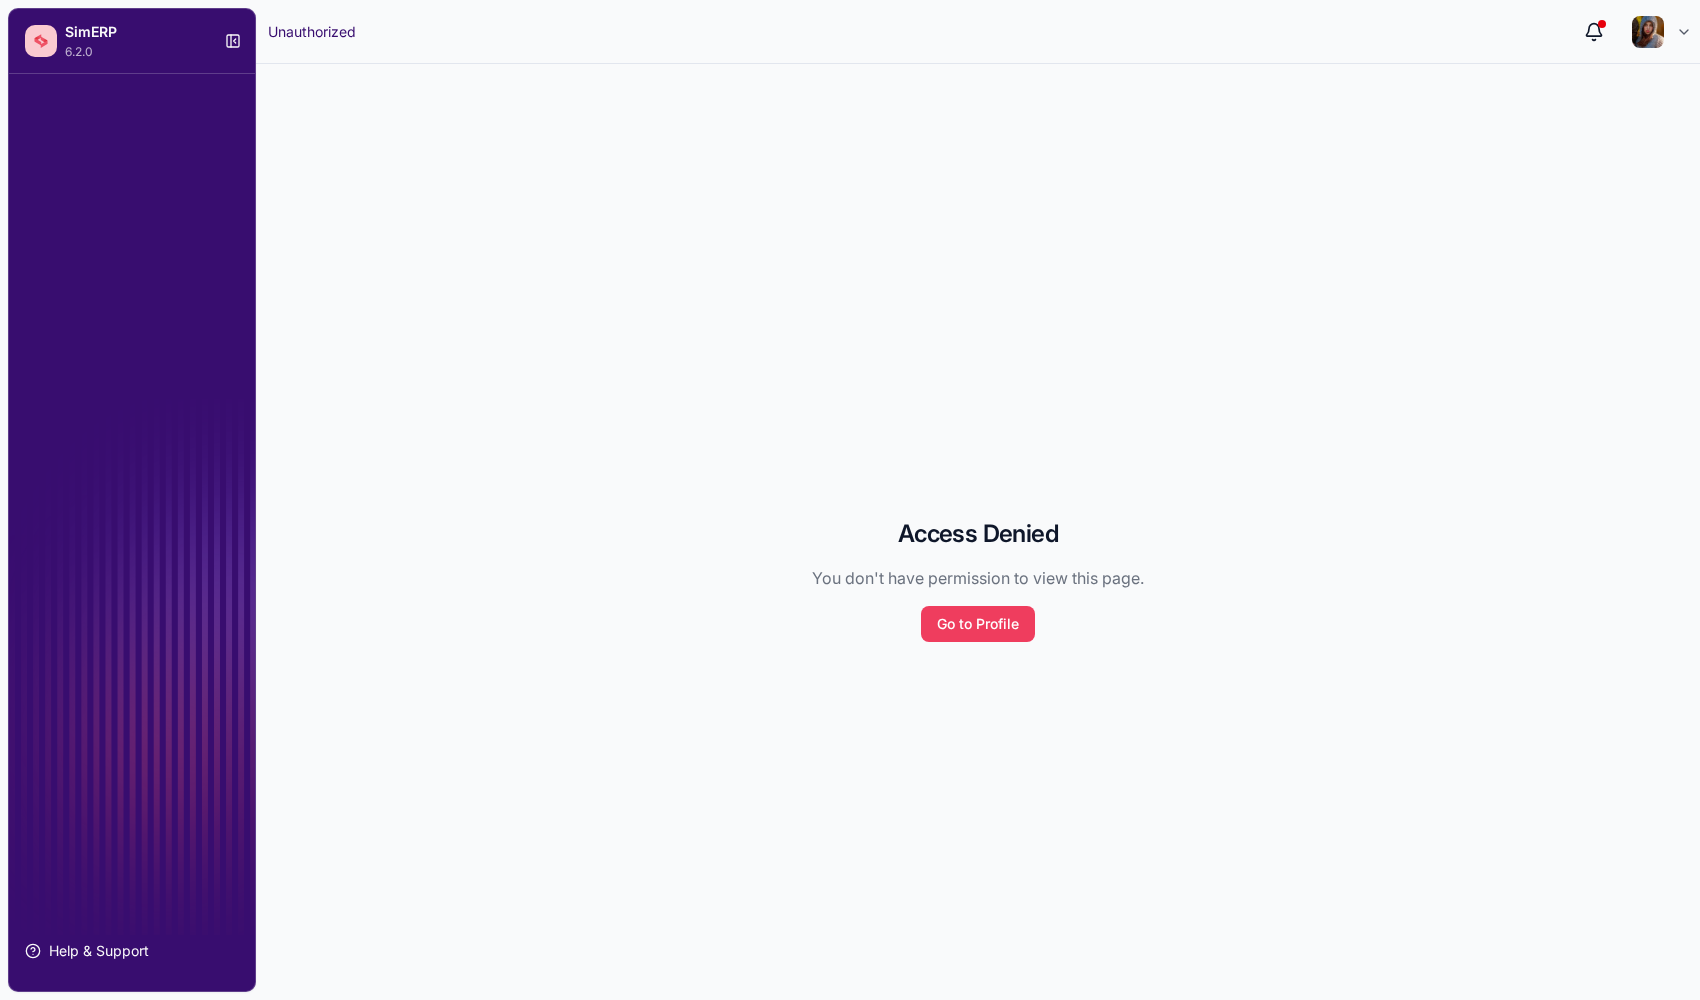 SimERP
6.2.0
Unauthorized
Access Denied
You don't have permission to view this page.
Go to Profile
Help & Support